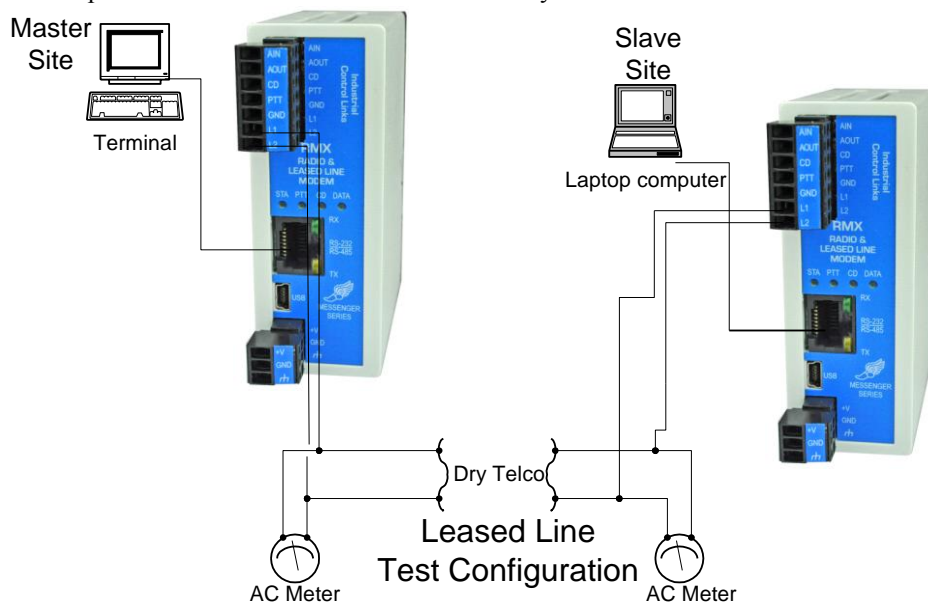 Master
Site
Terminal
AIN
AOUT
CD
PTT
GND
L1
L2
AIN
AOUT
CD
PTT
GND
L1
L2
Industrial
Control Links
RMX
RADIO &
LEASED LINE
MODEM
STA PTT CD DATA
RX
RS-232
RS-485
TX
USB
MESSENGER
SERIES
+V
GND
+V
GND
Slave
Site
Laptop computer
AIN
AOUT
CD
PTT
GND
L1
L2
AIN
AOUT
CD
PTT
GND
L1
L2
Industrial
Control Links
RMX
RADIO &
LEASED LINE
MODEM
STA PTT CD DATA
RX
RS-232
RS-485
TX
USB
MESSENGER
SERIES
+V
GND
+V
GND
Dry Telco
Leased Line
Test Configuration
AC Meter
AC Meter